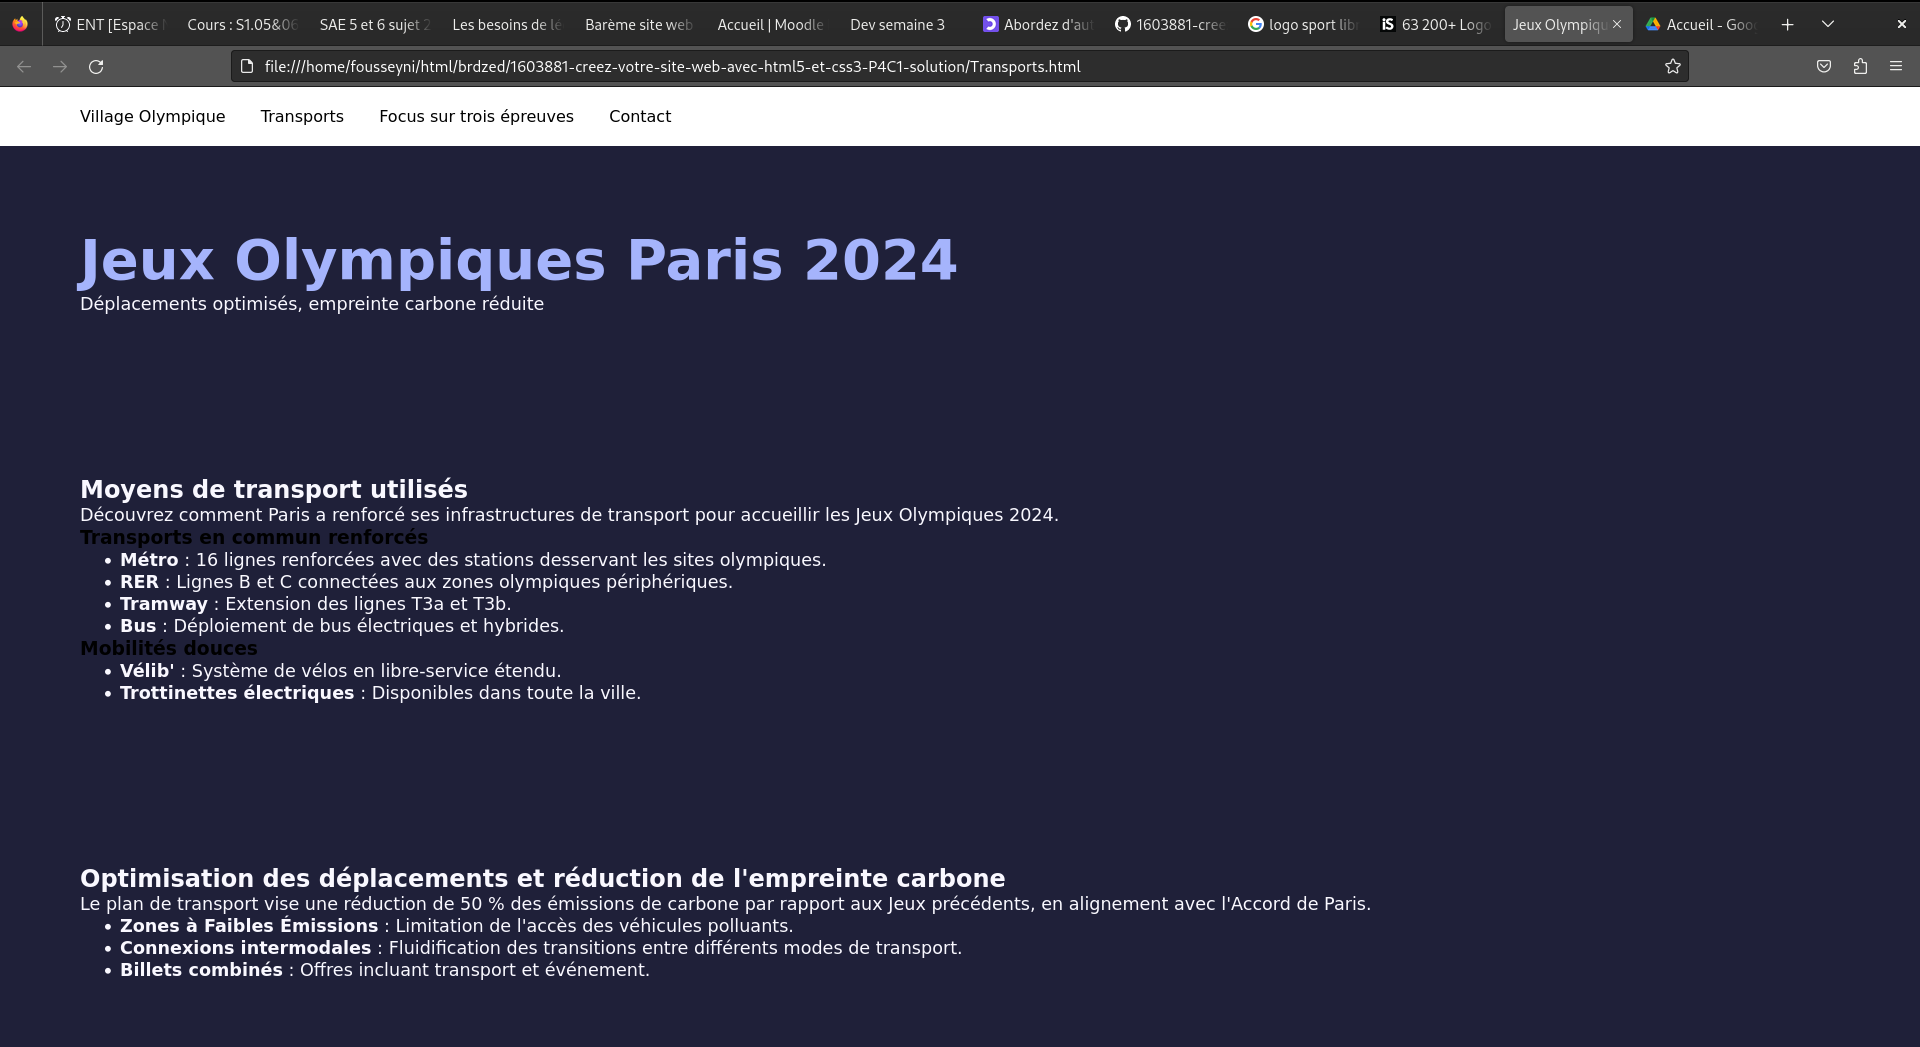 ENT [Espace
Cours : S1.05&06
SAE 5 et 6 sujet 2
Les besoins de
Barème site web
Accueil | Moodle
Dev semaine 3
Abordez d'aut
1603881-cree
logo sport lib
63 200+ Logo
Jeux Olympiqu
Accueil - Goo
file:///home/fousseyni/html/brdzed/1603881-creez-votre-site-web-avec-html5-et-css3-P4C1-solution/Transports.html
Village Olympique Transports Focus sur trois épreuves Contact
Jeux Olympiques Paris 2024
Déplacements optimisés, empreinte carbone réduite
Moyens de transport utilisés
Découvrez comment Paris a renforcé ses infrastructures de transport pour accueillir les Jeux Olympiques 2024.
Transports en commun renforcés
• Métro : 16 lignes renforcées avec des stations desservant les sites olympiques.
• RER : Lignes B et C connectées aux zones olympiques périphériques.
• Tramway : Extension des lignes T3a et T3b.
• Bus : Déploiement de bus électriques et hybrides.
Mobilités douces
• Vélib' : Système de vélos en libre-service étendu.
• Trottinettes électriques : Disponibles dans toute la ville.
Optimisation des déplacements et réduction de l'empreinte carbone
Le plan de transport vise une réduction de 50 % des émissions de carbone par rapport aux Jeux précédents, en alignement avec l'Accord de Paris.
• Zones à Faibles Émissions : Limitation de l'accès des véhicules polluants.
• Connexions intermodales : Fluidification des transitions entre différents modes de transport.
• Billets combinés : Offres incluant transport et événement.